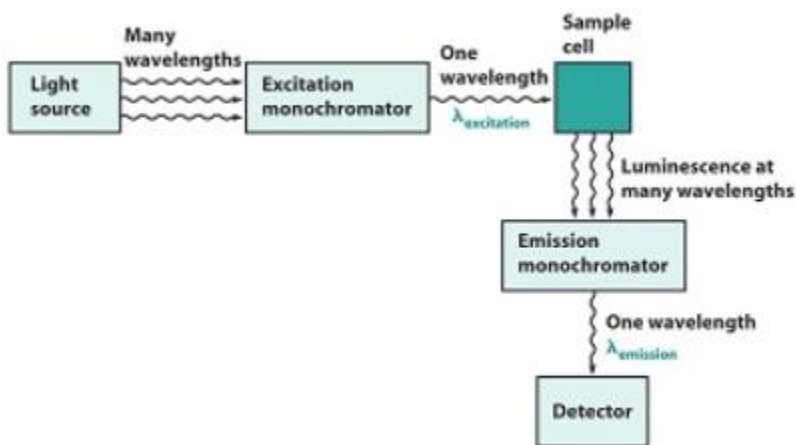 Many
wavelengths
Light
source
Excitation
monochromator
One
wavelength
λexcitation
Sample
cell
Luminescence at
many wavelengths
Emission
monochromator
One wavelength
λemission
Detector